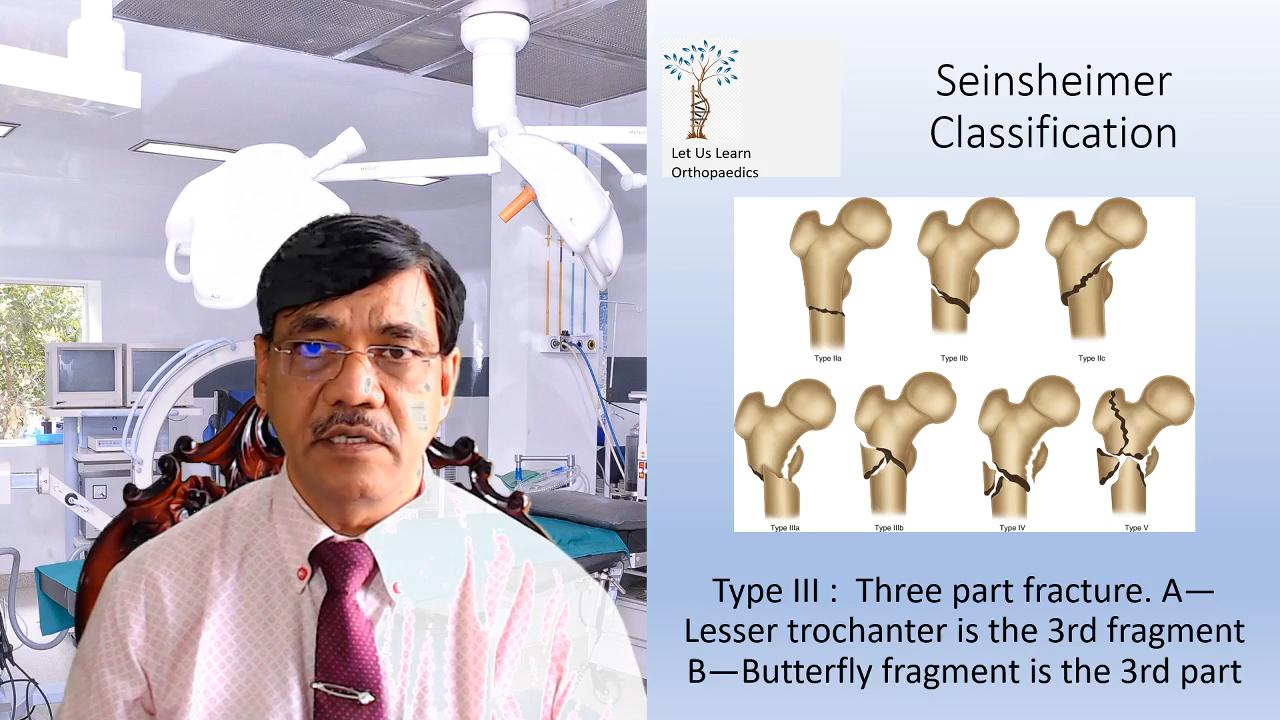 Let Us Learn
Orthopaedics
Seinsheimer
Classification
Type IIa
Type IIb
Type IIc
Type IIIa
Type IIIb
Type IV
Type V
Type III :  Three part fracture. A—
Lesser trochanter is the 3rd fragment
B—Butterfly fragment is the 3rd part